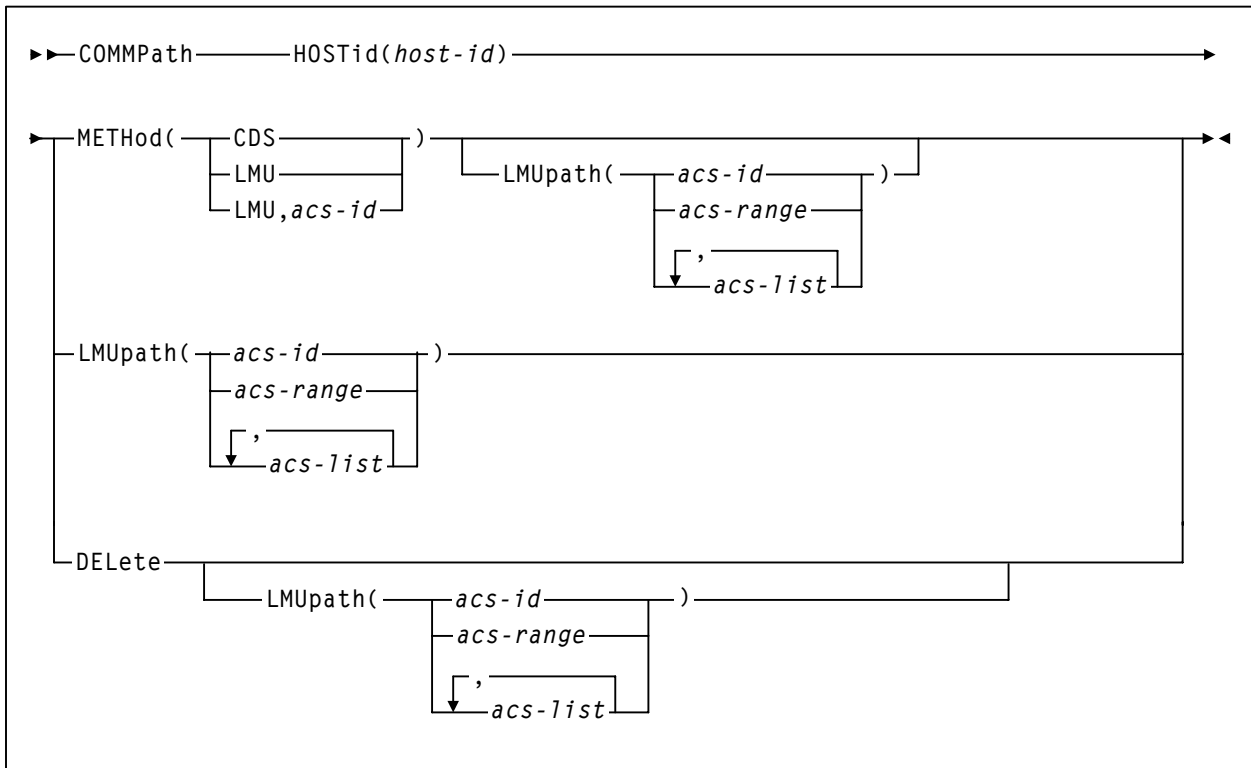 COMMPath HOSTid(host-id)
METHod( CDS ) 
LMU LMUpath( acs-id )
LMU,acs-id acs-range
,
acs-list
LMUpath( acs-id )
acs-range
,
acs-list
DELete
LMUpath( acs-id )
acs-range
,
acs-list